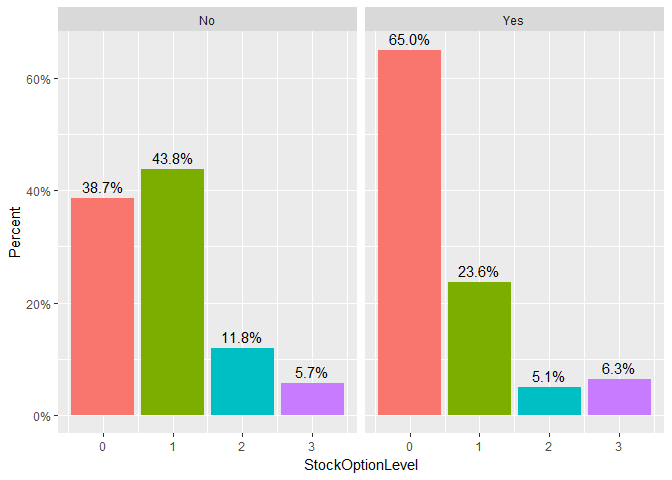 No Yes
65.0%
60%
43.8%
40%
38.7%
23.6%
20%
11.8%
5.7% 5.1% 6.3%
0%
0 1 2 3 0 1 2 3
StockOptionLevel
Percent